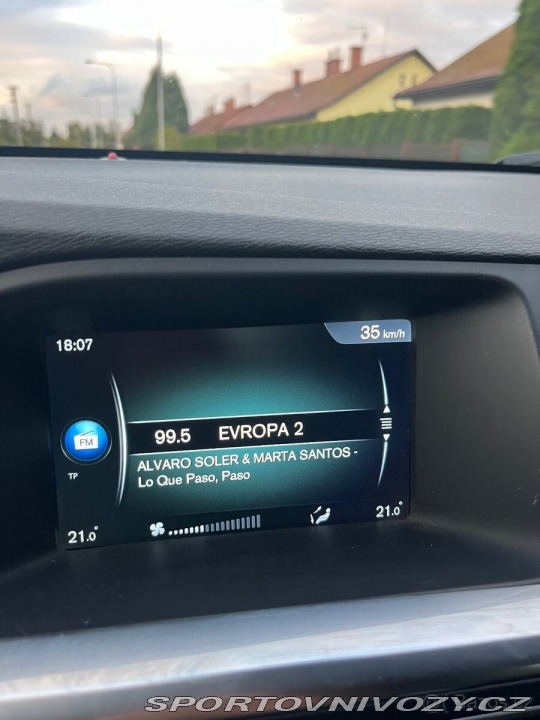 18:07
35 km/h
99.5 EVROPA 2
FM
ALVARO SOLER & MARTA SANTOS -
Lo Que Paso, Paso
TP
21.0°
21.0°
SPORTOVNIVOZY.CZ